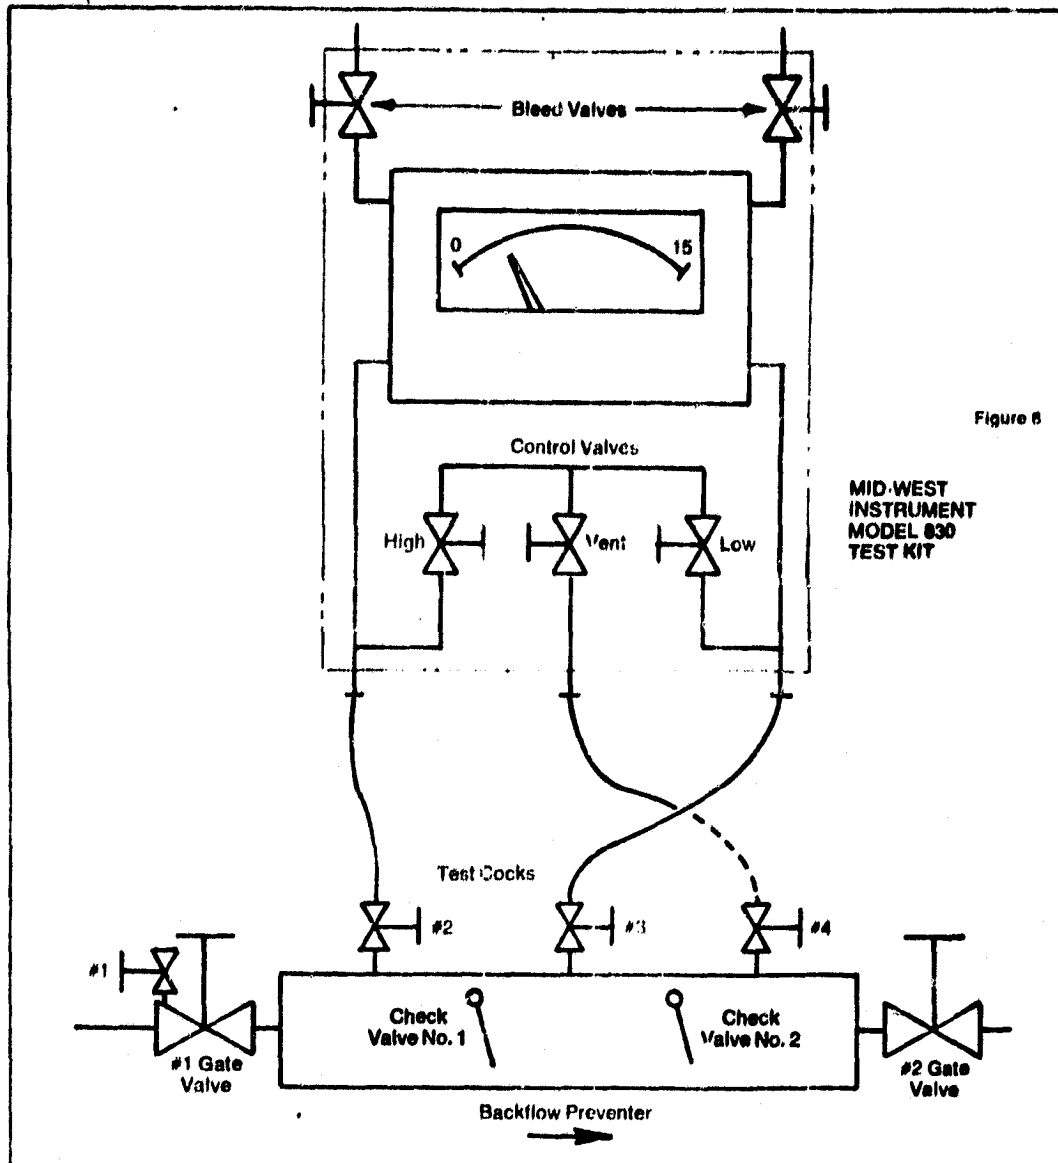 Bleed Valves
0
15
Figure 6
Control Valves
MID-WEST
INSTRUMENT
MODEL 830
TEST KIT
High
Vent
Low
Test Cocks
#2
#3
#4
#1
Check
Valve No. 1
Check
Valve No. 2
#1 Gate
Valve
#2 Gate
Valve
Backflow Preventer